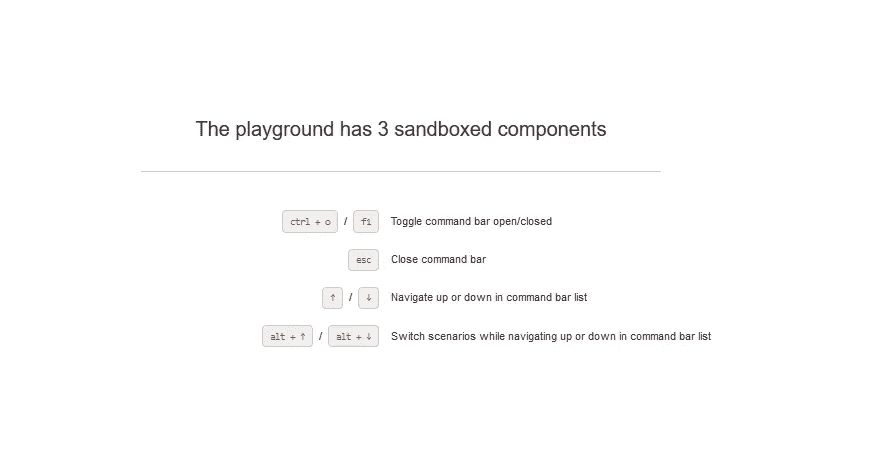 The playground has 3 sandboxed components
ctrl + o / f1 Toggle command bar open/closed
esc Close command bar
↑ / ↓ Navigate up or down in command bar list
alt + ↑ / alt + ↓ Switch scenarios while navigating up or down in command bar list